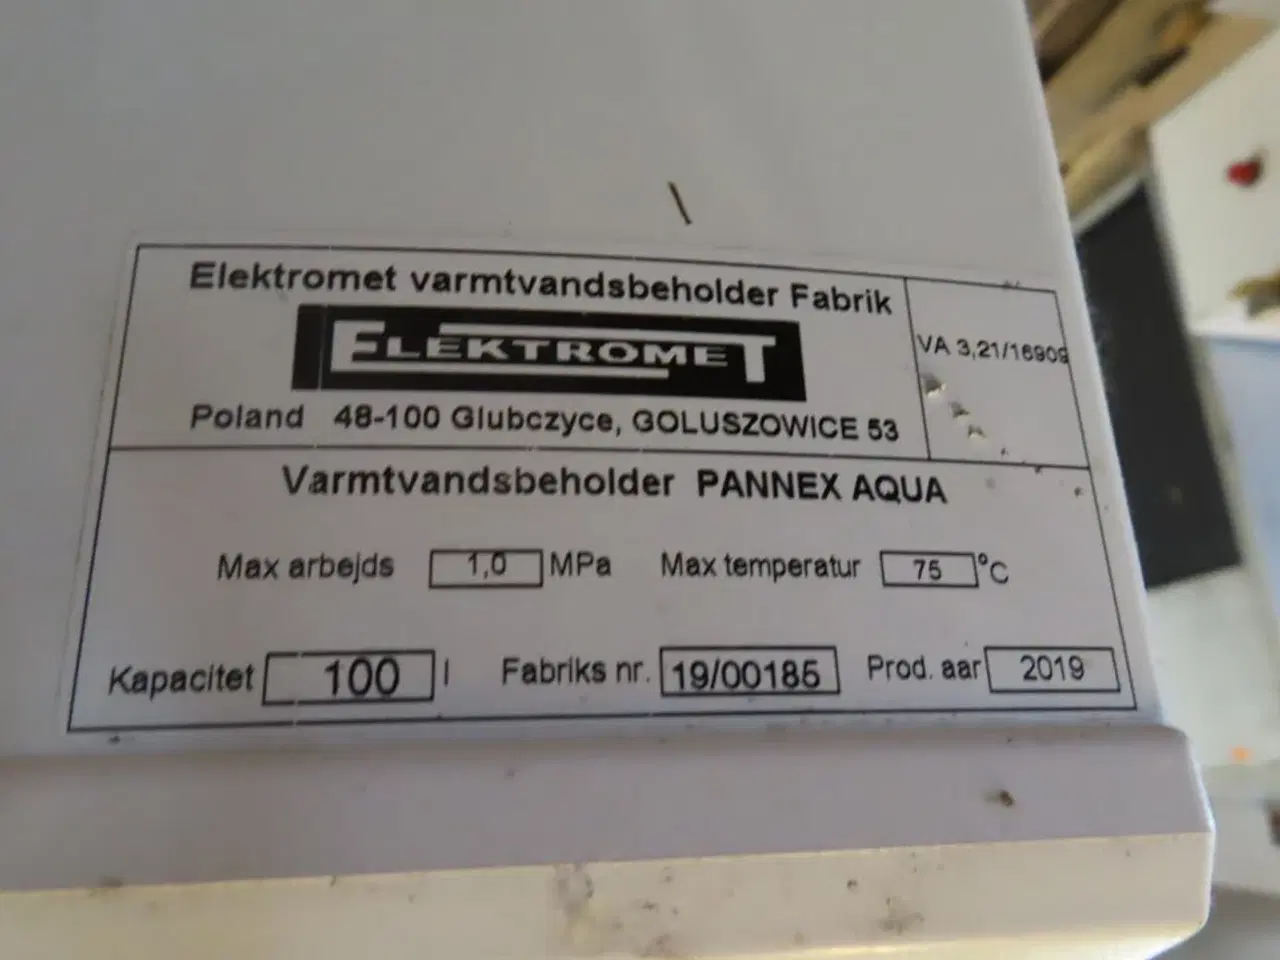 Elektromet varmtvandsbeholder Fabrik
ELEKTROMET
VA 3,21/16909
Poland 48-100 Glubczyce, GOLUSZOWICE 53
Varmtvandsbeholder PANNEX AQUA
Max arbejds 1,0 MPa Max temperatur 75 °C
Kapacitet 100 l Fabriks nr. 19/00185 Prod. aar 2019